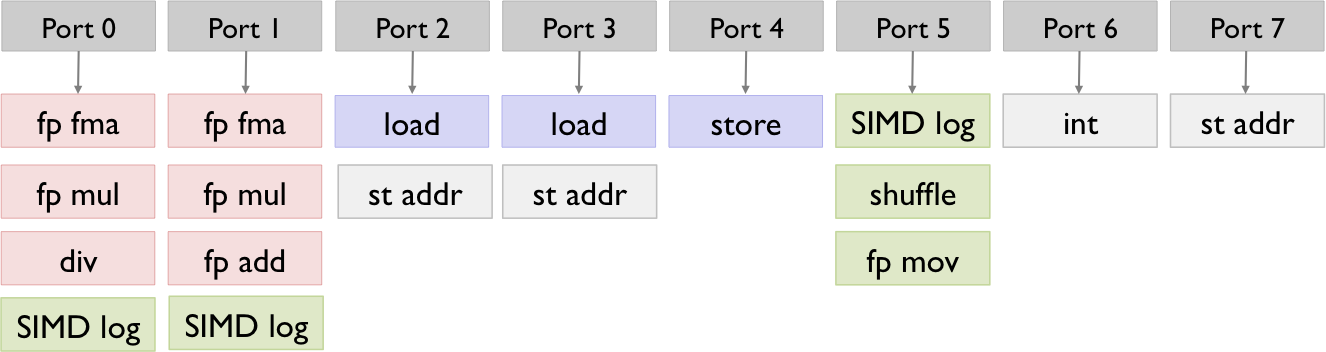 Port 0 Port 1 Port 2 Port 3 Port 4 Port 5 Port 6 Port 7
fp fma fp fma load load store SIMD log int st addr
fp mul fp mul st addr st addr shuffle
div fp add fp mov
SIMD log SIMD log